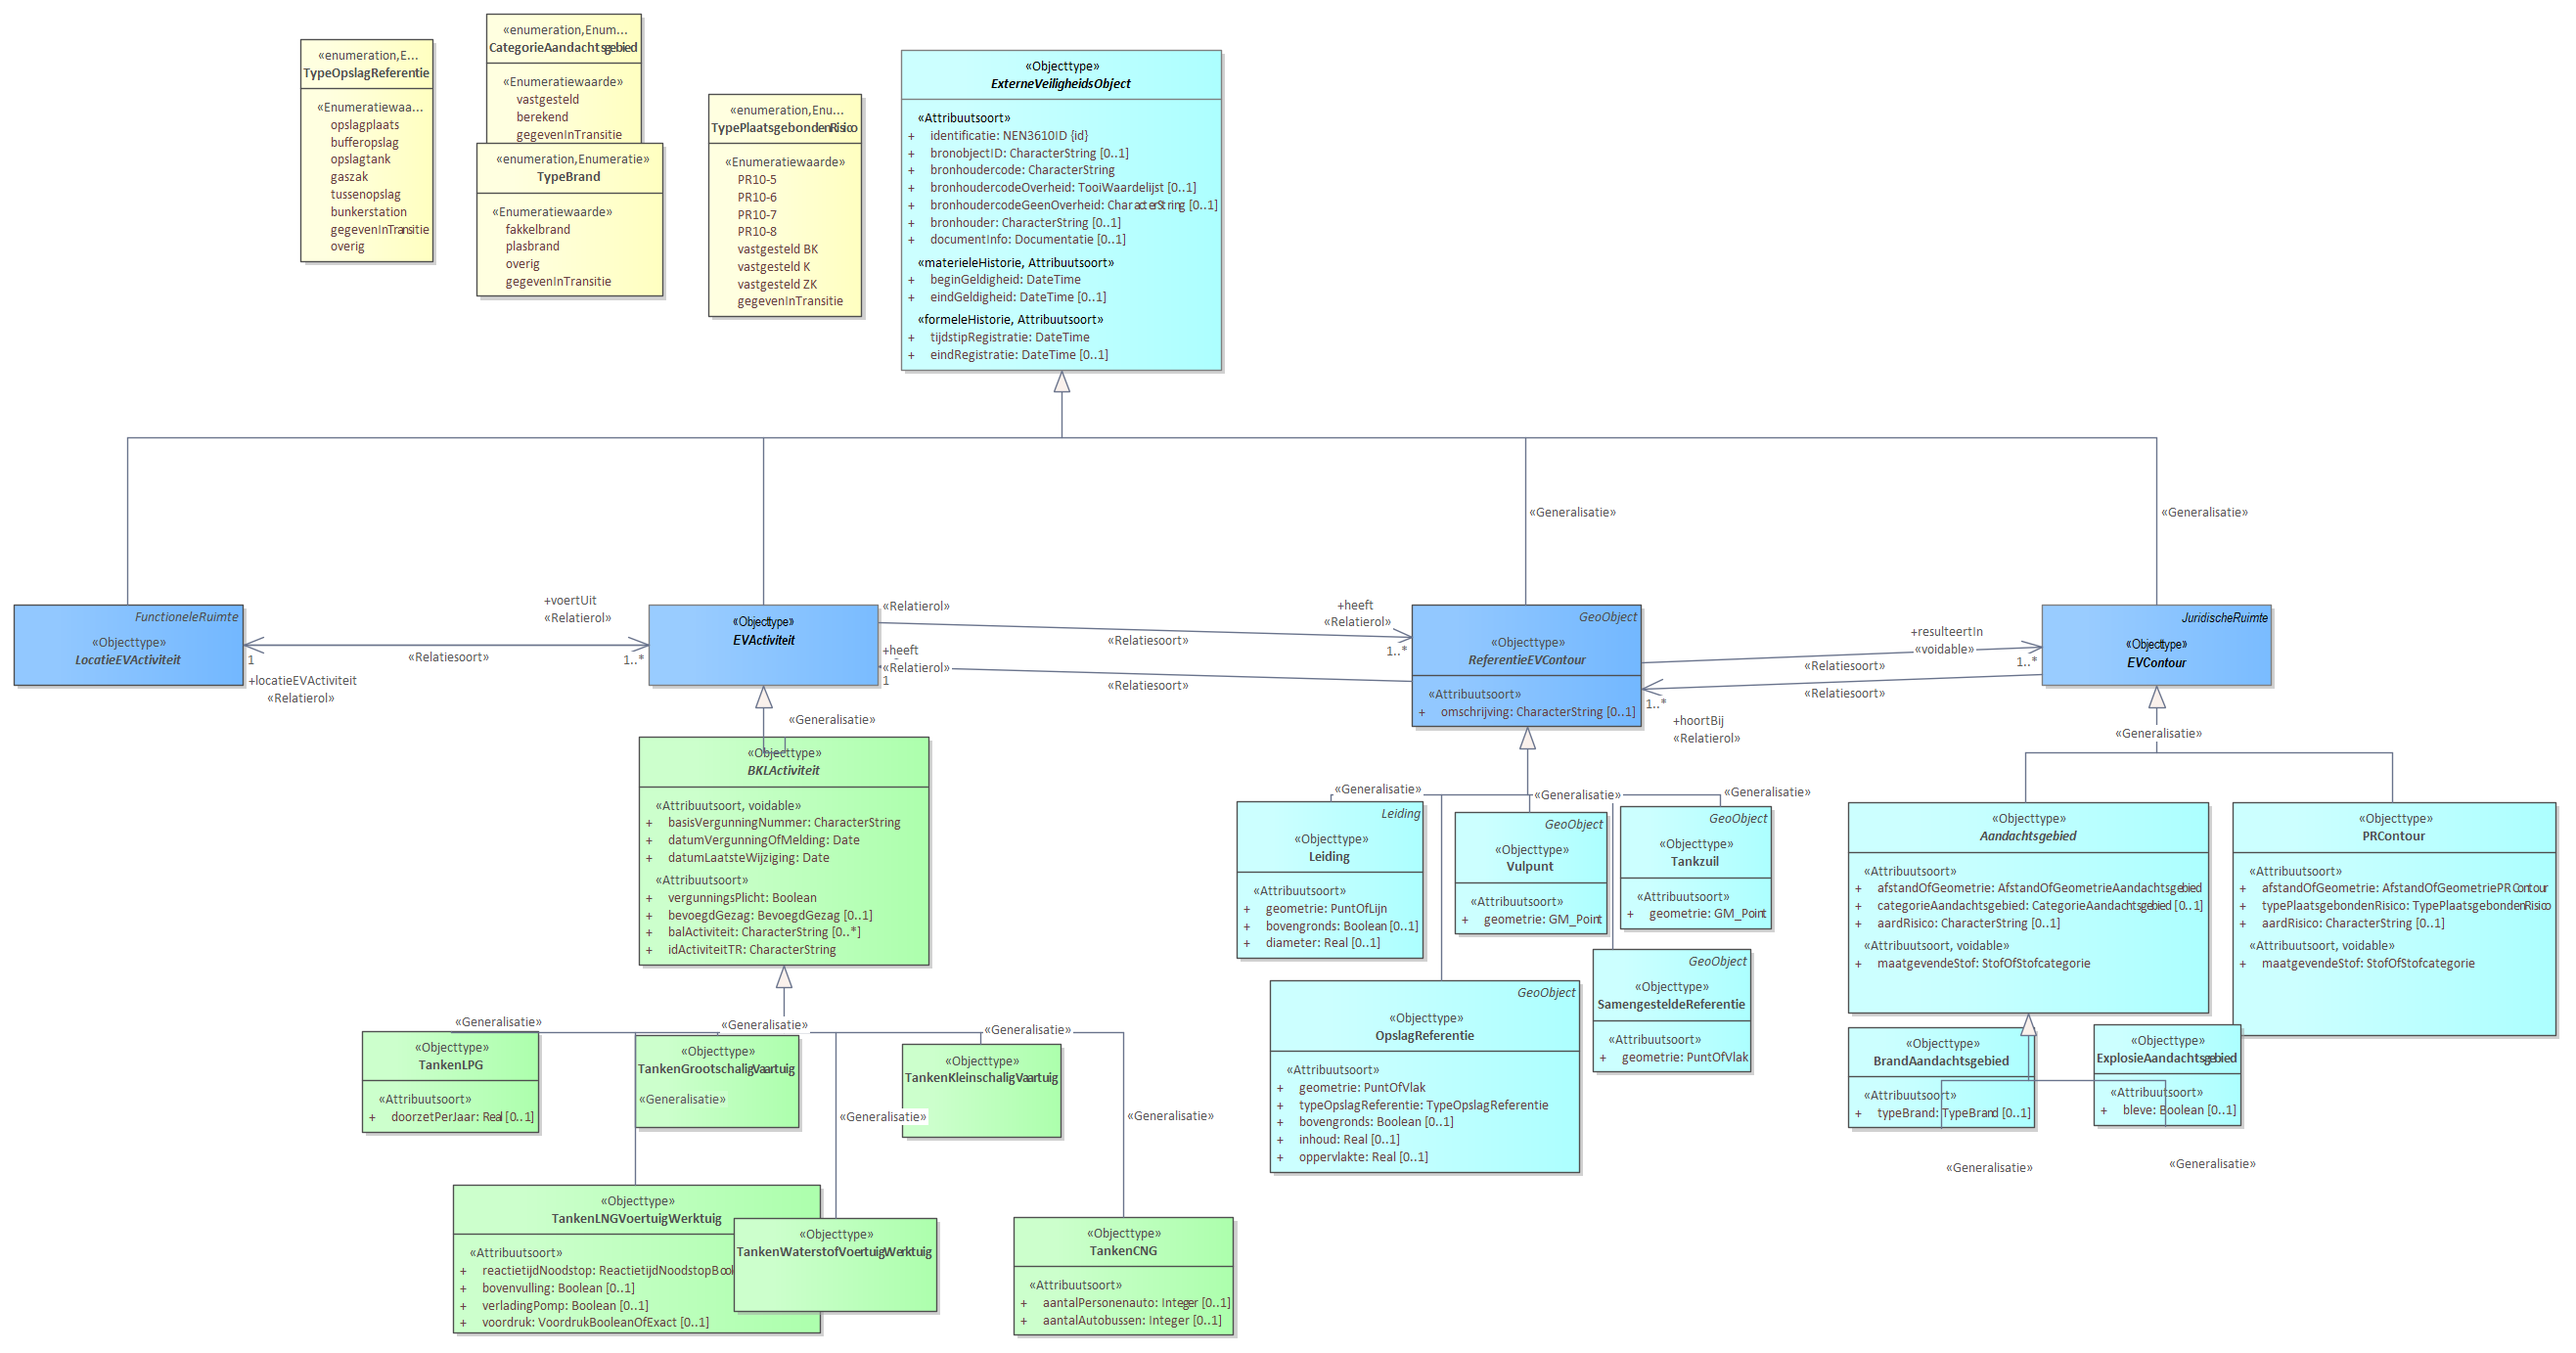 «enumeration,E...
TypeOpslagReferentie
«Enumeratiewaa...
opslagplaats
bufferopslag
opslagtank
gaszak
tussenopslag
bunkerstation
gegevenInTransitie
overig
«enumeration,Enum...
CategorieAandachtsgebied
«Enumeratiewaarde»
vastgesteld
berekend
gegevenInTransitie
«enumeration,Enumeratie»
TypeBrand
«Enumeratiewaarde»
fakkelbrand
plasbrand
overig
gegevenInTransitie
«enumeration,Enu...
TypePlaatsgebondenRisico
«Enumeratiewaarde»
PR10-5
PR10-6
PR10-7
PR10-8
vastgesteld BK
vastgesteld K
vastgesteld ZK
gegevenInTransitie
«Objecttype»
ExterneVeiligheidsObject
«Attribuutsoort»
+ identificatie: NEN3610ID {id}
+ bronobjectID: CharacterString [0..1]
+ bronhoudercode: CharacterString
+ bronhoudercodeOverheid: TooiWaardelijst [0..1]
+ bronhoudercodeGeenOverheid: CharacterString [0..1]
+ bronhouder: CharacterString [0..1]
+ documentInfo: Documentatie [0..1]
«materieleHistorie, Attribuutsoort»
+ beginGeldigheid: DateTime
+ eindGeldigheid: DateTime [0..1]
«formeleHistorie, Attribuutsoort»
+ tijdstipRegistratie: DateTime
+ eindRegistratie: DateTime [0..1]
«Generalisatie»
«Generalisatie»
FunctioneleRuimte
«Objecttype»
LocatieEVActiviteit
1
+locatieEVActiviteit
«Relatierol»
«Relatiesoort»
+voertUit
«Relatierol»
1..*
«Objecttype»
EVActiviteit
«Relatierol»
+heeft
«Relatierol»
1
«Relatiesoort»
«Relatiesoort»
+heeft
«Relatierol»
1..*
GeoObject
«Objecttype»
ReferentieEVContour
«Attribuutsoort»
+ omschrijving: CharacterString [0..1]
1..*
+hoortBij
«Relatierol»
«Relatiesoort»
«Relatiesoort»
+resulteertIn
«voidable»
1..*
JuridischeRuimte
«Objecttype»
EVContour
«Generalisatie»
«Objecttype»
BKLActiviteit
«Attribuutsoort, voidable»
+ basisVergunningNummer: CharacterString
+ datumVergunningOfMelding: Date
+ datumLaatsteWijziging: Date
«Attribuutsoort»
+ vergunningsPlicht: Boolean
+ bevoegdGezag: BevoegdGezag [0..1]
+ balActiviteit: CharacterString [0..*]
+ idActiviteitTR: CharacterString
«Generalisatie»
«Generalisatie»
«Generalisatie»
«Objecttype»
TankenLPG
«Attribuutsoort»
+ doorzetPerJaar: Real [0..1]
«Objecttype»
TankenGrootschaligVaartuig
«Generalisatie»
«Objecttype»
TankenKleinschaligVaartuig
«Generalisatie»
«Generalisatie»
«Objecttype»
TankenLNGVoertuigWerktuig
«Attribuutsoort»
+ reactietijdNoodstop: ReactietijdNoodstopBool
+ bovenvulling: Boolean [0..1]
+ verladingPomp: Boolean [0..1]
+ voordruk: VoordrukBooleanOfExact [0..1]
«Objecttype»
TankenWaterstofVoertuigWerktuig
«Objecttype»
TankenCNG
«Attribuutsoort»
+ aantalPersonenauto: Integer [0..1]
+ aantalAutobussen: Integer [0..1]
«Generalisatie»
«Generalisatie»
«Generalisatie»
Leiding
«Objecttype»
Leiding
«Attribuutsoort»
+ geometrie: PuntOfLijn
+ bovengronds: Boolean [0..1]
+ diameter: Real [0..1]
GeoObject
«Objecttype»
Vulpunt
«Attribuutsoort»
+ geometrie: GM_Point
GeoObject
«Objecttype»
Tankzuil
«Attribuutsoort»
+ geometrie: GM_Point
GeoObject
«Objecttype»
OpslagReferentie
«Attribuutsoort»
+ geometrie: PuntOfVlak
+ typeOpslagReferentie: TypeOpslagReferentie
+ bovengronds: Boolean [0..1]
+ inhoud: Real [0..1]
+ oppervlakte: Real [0..1]
GeoObject
«Objecttype»
SamengesteldeReferentie
«Attribuutsoort»
+ geometrie: PuntOfVlak
«Generalisatie»
«Objecttype»
Aandachtsgebied
«Attribuutsoort»
+ afstandOfGeometrie: AfstandOfGeometrieAandachtsgebied
+ categorieAandachtsgebied: CategorieAandachtsgebied [0..1]
+ aardRisico: CharacterString [0..1]
«Attribuutsoort, voidable»
+ maatgevendeStof: StofOfStofcategorie
«Objecttype»
PRContour
«Attribuutsoort»
+ afstandOfGeometrie: AfstandOfGeometriePRContour
+ typePlaatsgebondenRisico: TypePlaatsgebondenRisico
+ aardRisico: CharacterString [0..1]
«Attribuutsoort, voidable»
+ maatgevendeStof: StofOfStofcategorie
«Objecttype»
BrandAandachtsgebied
«Attribuutsoort»
+ typeBrand: TypeBrand [0..1]
«Objecttype»
ExplosieAandachtsgebied
«Attribuutsoort»
+ bleve: Boolean [0..1]
«Generalisatie»
«Generalisatie»